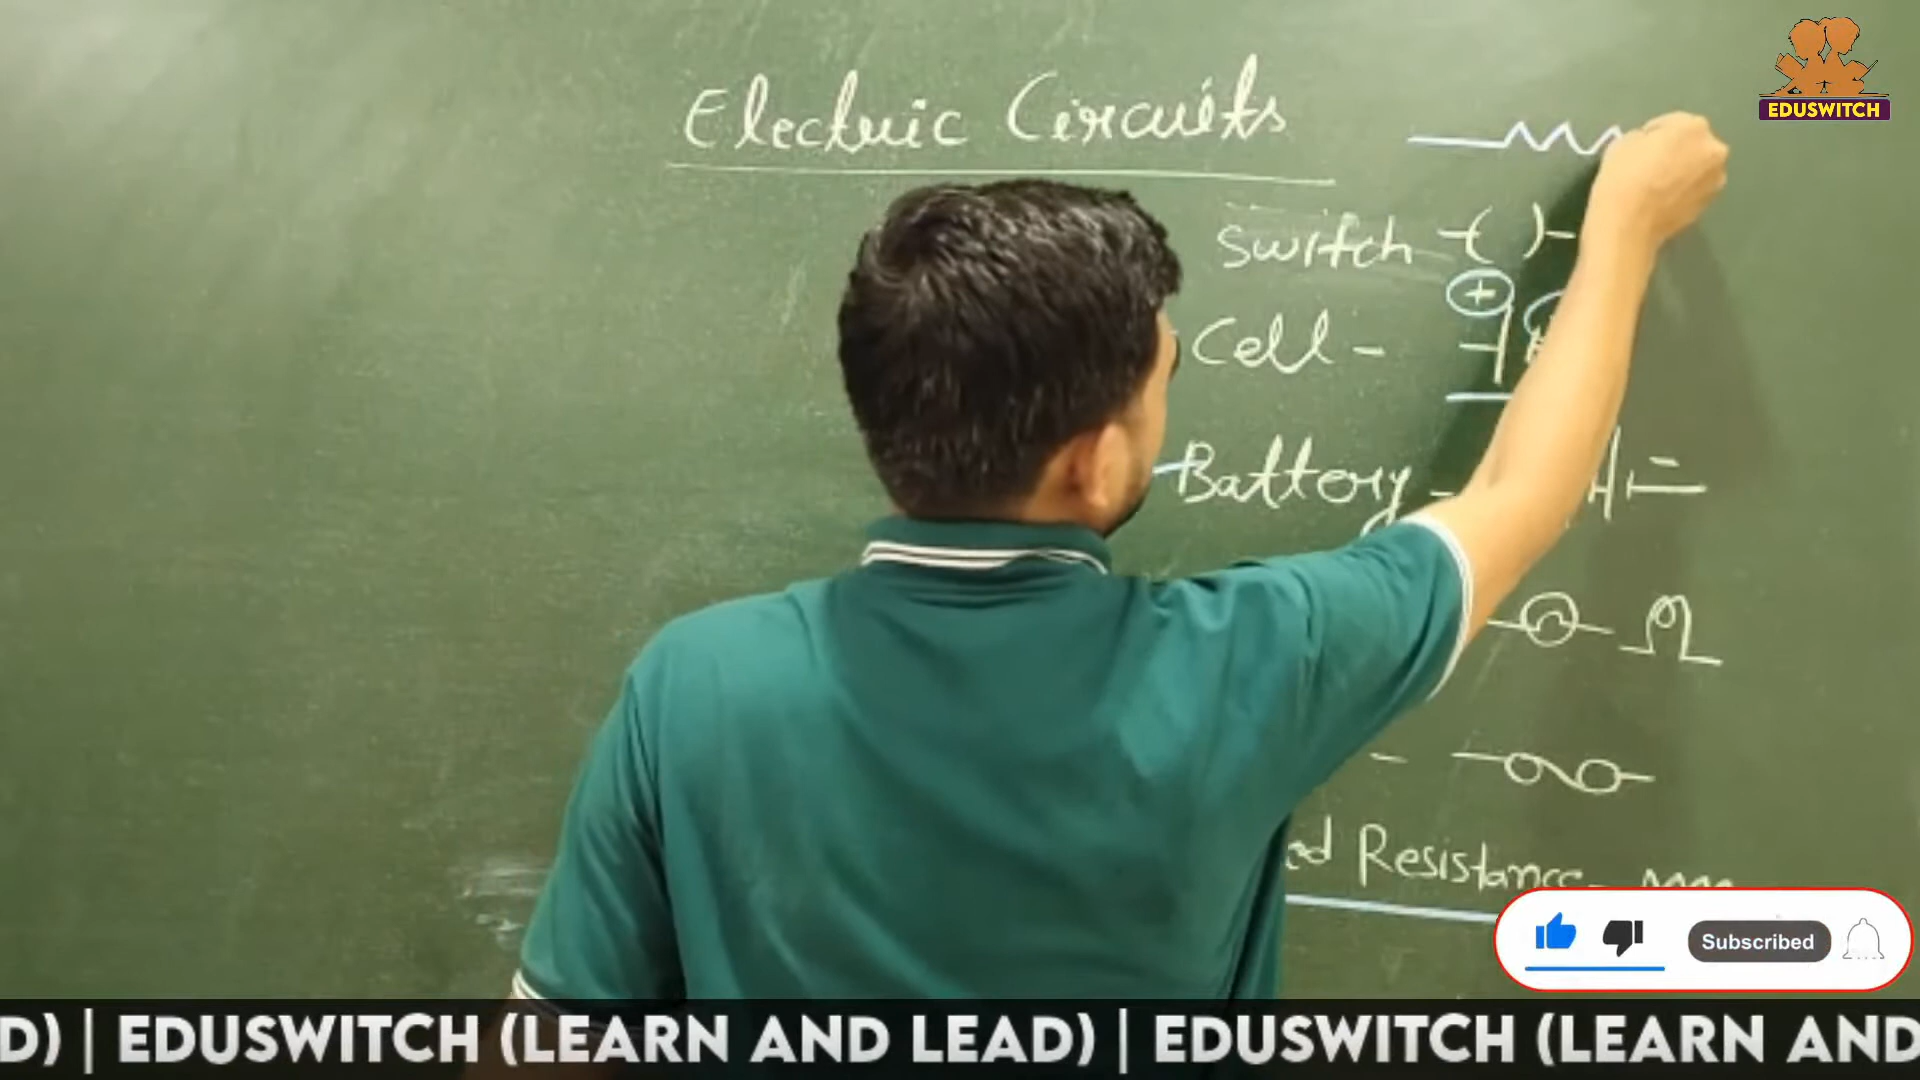 EDUSWITCH
Electric Circuits
Switch -( )-
+
Cell -
Battery -
Resistance -
Subscribed
D) | EDUSWITCH (LEARN AND LEAD) | EDUSWITCH (LEARN AND